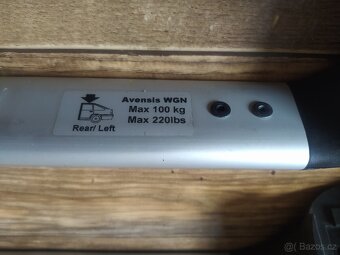 Avensis WGN
Max 100 kg
Max 220lbs
Rear/ Left
© Bazos.cz